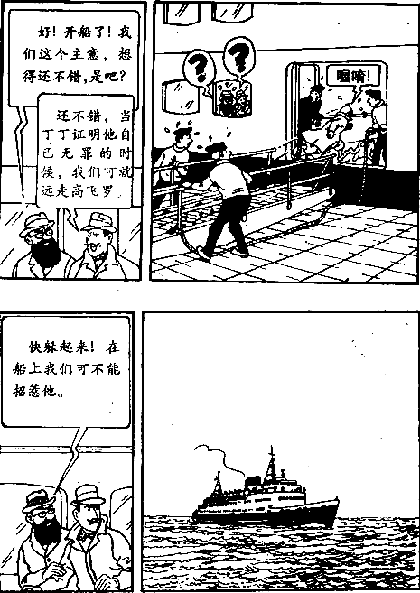 好！开船了！我
们这个主意，想
得还不错，是吧？
还不错，当
丁丁证明他自
己无罪的时
候，我们可就
远走高飞罗。
？
？
嘓噴！
快躲起来！在
船上我们可不能
招惹他。